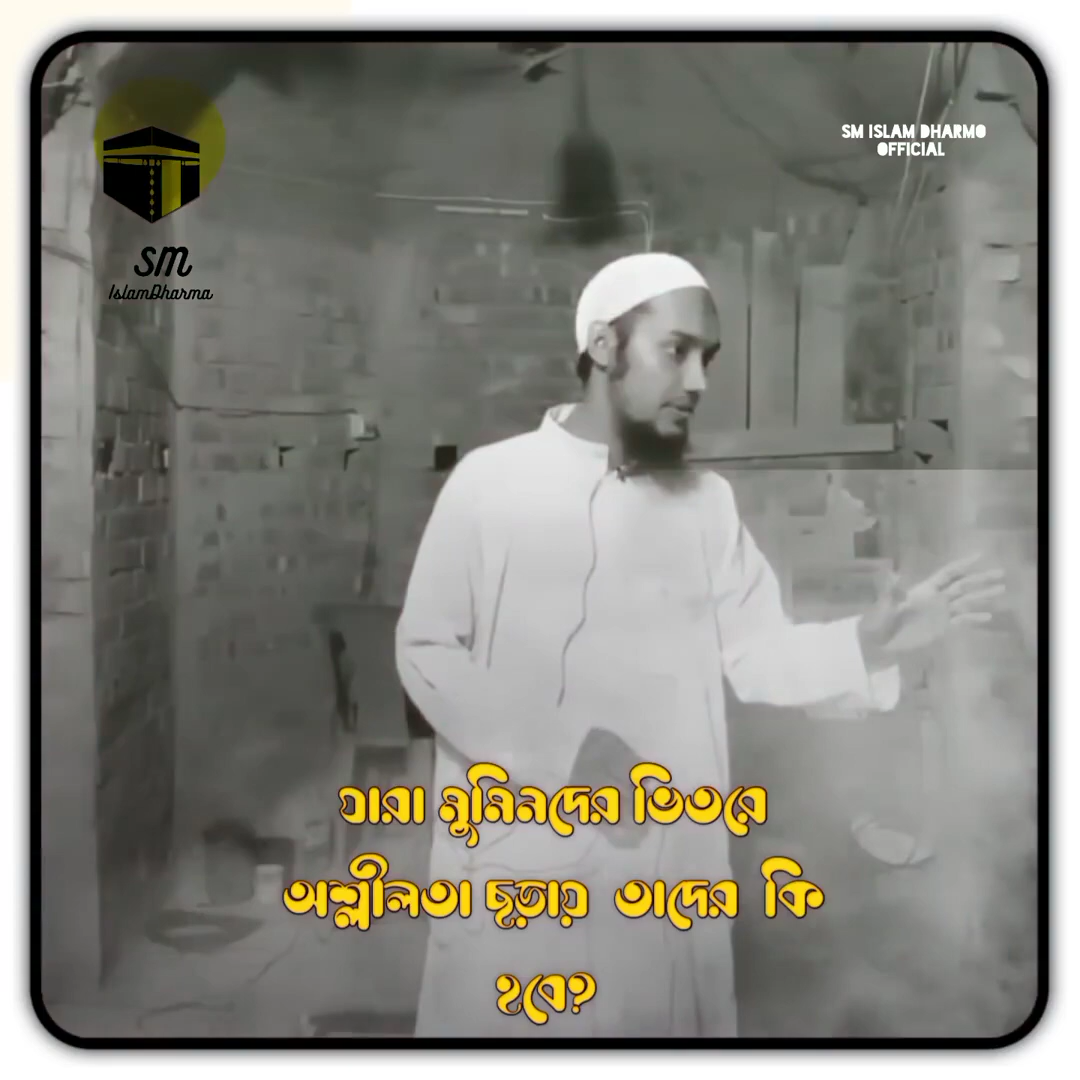 SM ISLAM DHARMO
OFFICIAL
SM
IslamDharma
যারা মুমিনদের ভিতরে
অশ্লীলতা ছড়ায় তাদের কি
হবে?